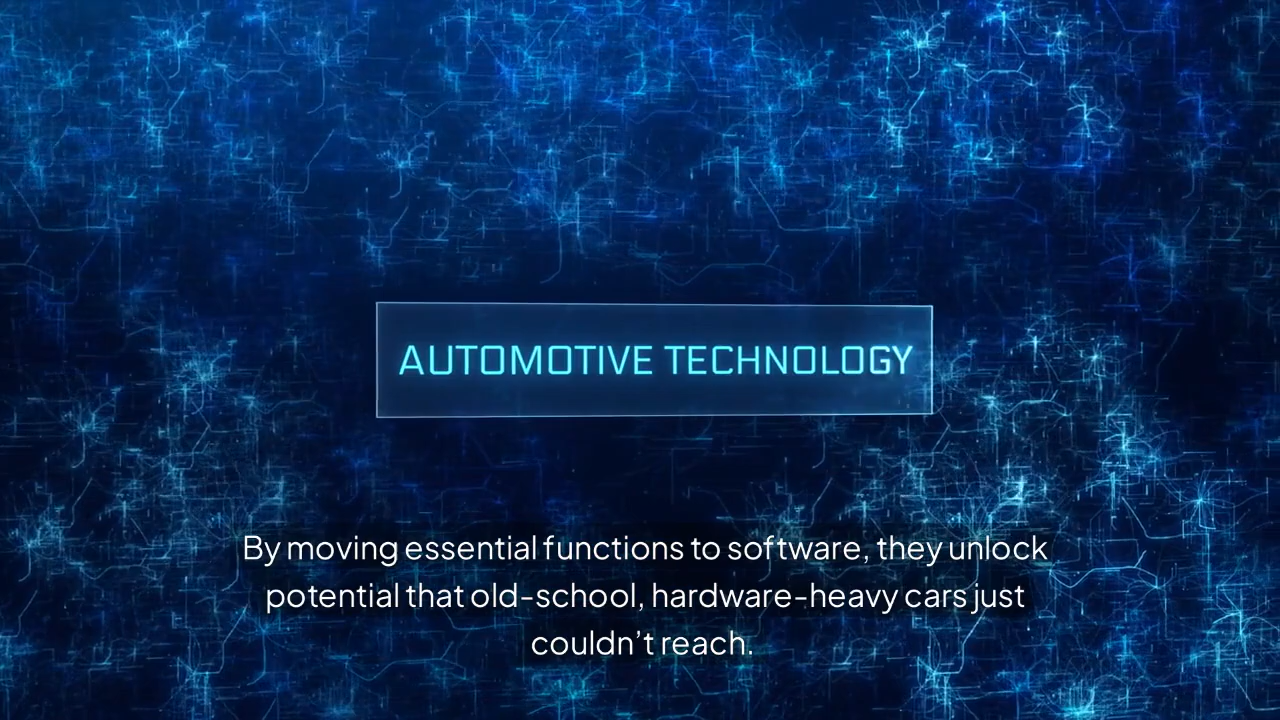 AUTOMOTIVE TECHNOLOGY
By moving essential functions to software, they unlock
potential that old-school, hardware-heavy cars just
couldn’t reach.